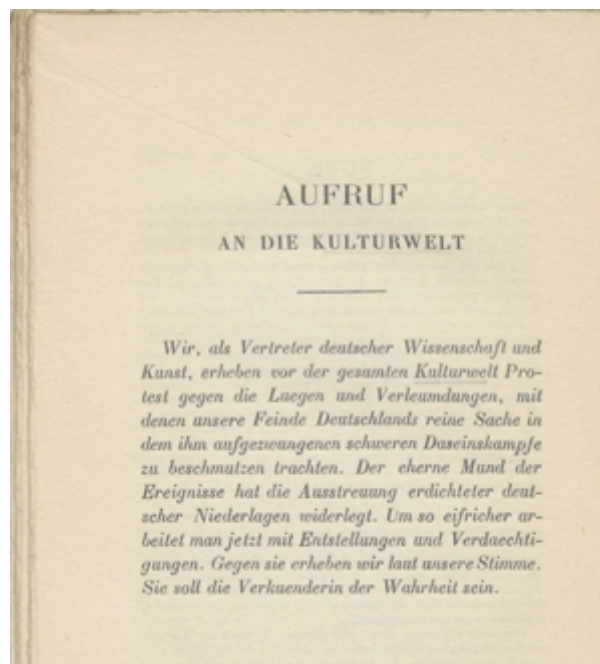 AUFRUF
AN DIE KULTURWELT
Wir, als Vertreter deutscher Wissenschaft und
Kunst, erheben vor der gesamten Kulturwelt Pro-
test gegen die Luegen und Verleumdungen, mit
denen unsere Feinde Deutschlands reine Sache in
dem ihm aufgezwungenen schweren Daseinskampfe
zu beschmutzen trachten. Der eherne Mund der
Ereignisse hat die Ausstreuung erdichteter deut-
scher Niederlagen widerlegt. Um so eifricher ar-
beitet man jetzt mit Entstellungen und Verdaechti-
gungen. Gegen sie erheben wir laut unsere Stimme.
Sie soll die Verkuenderin der Wahrheit sein.